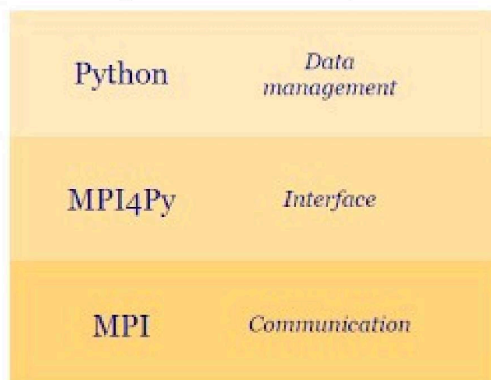 Python
Data
management
MPI4Py
Interface
MPI
Communication